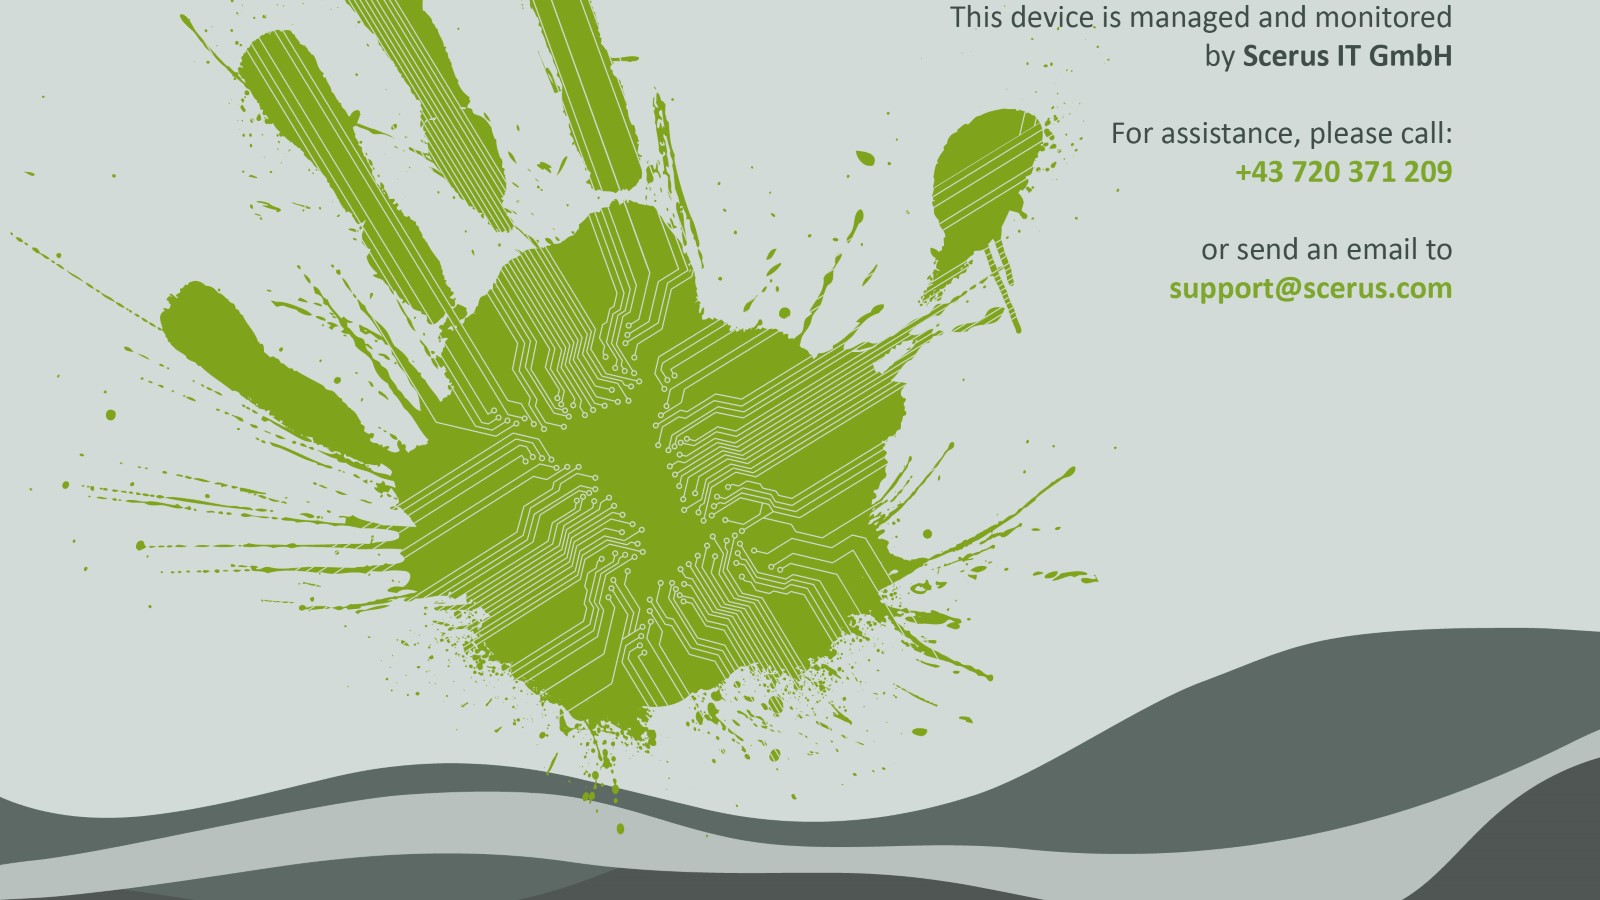 This device is managed and monitored
by Scerus IT GmbH
For assistance, please call:
+43 720 371 209
or send an email to
support@scerus.com